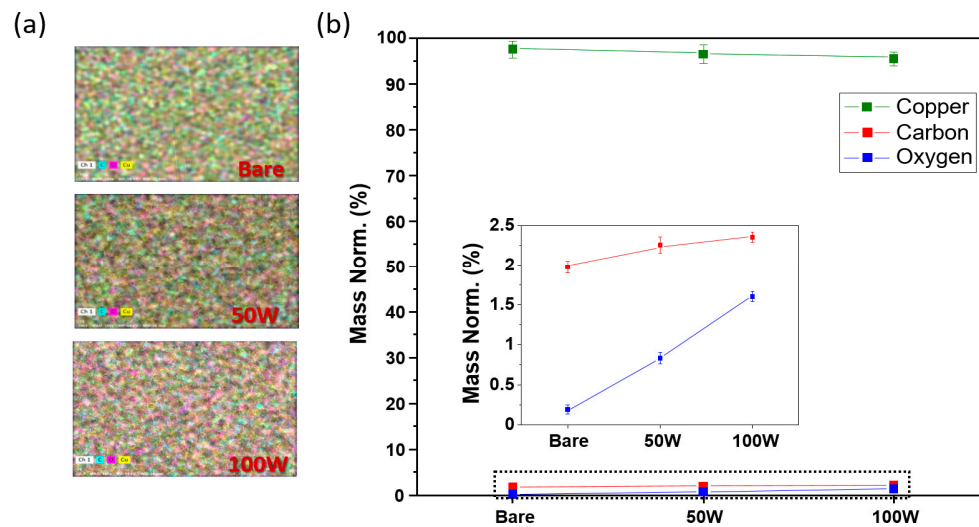 (a)
Ch 1 C O Cu
Bare
Ch 1 C O Cu
50W
Ch 1 C O Cu
100W
(b)
Mass Norm. (%)
100
90
80
70
60
50
40
30
20
10
0
Bare
50W
100W
Copper
Carbon
Oxygen
Mass Norm. (%)
2.5
2
1.5
1
0.5
0
Bare
50W
100W